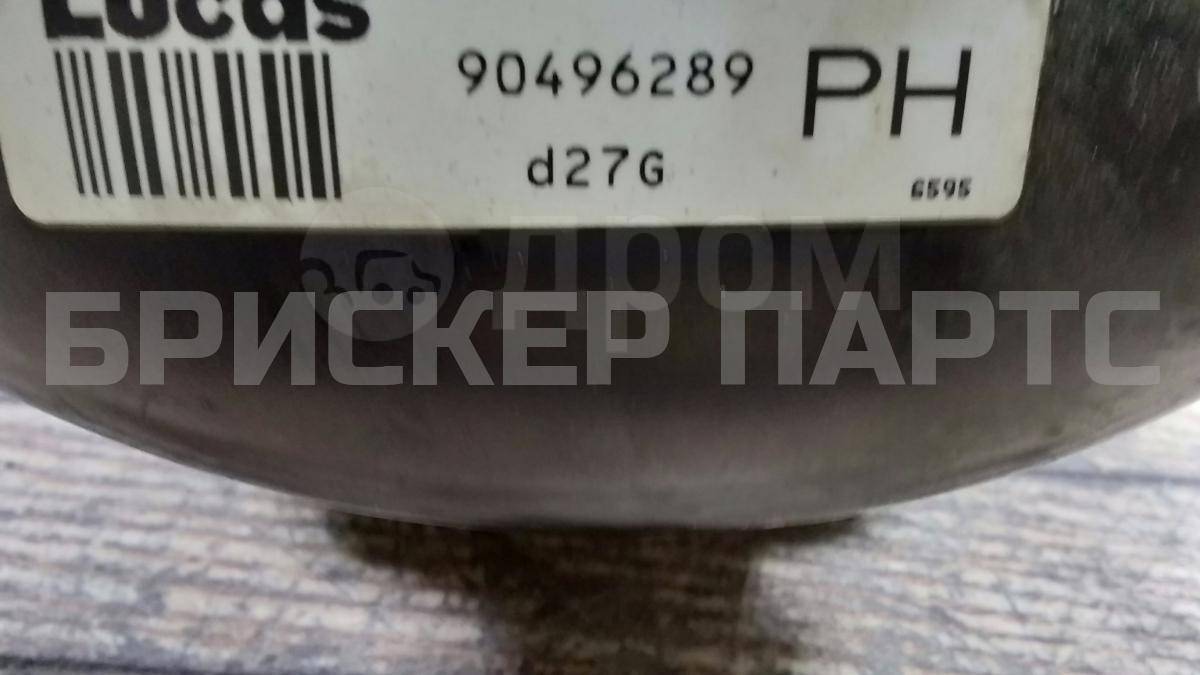 Lucas
90496289 PH
d27G
6595
дром
БРИСКЕР ПАРТС